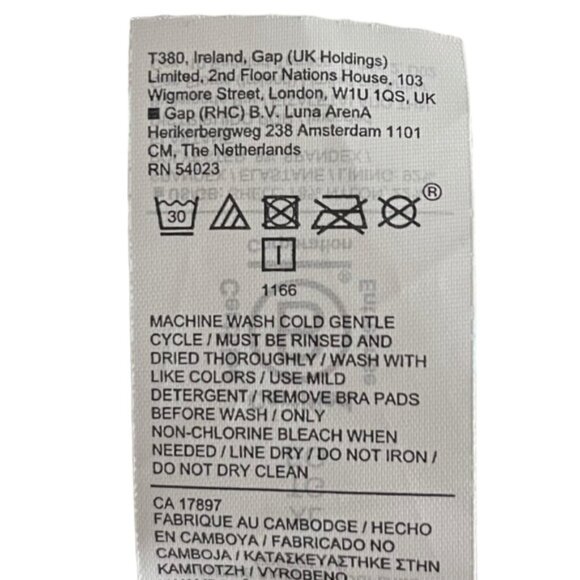 T380, Ireland, Gap (UK Holdings)
Limited, 2nd Floor Nations House, 103
Wigmore Street, London, W1U 1QS, UK
Gap (RHC) B.V. Luna ArenA
Herikerbergweg 238 Amsterdam 1101
CM, The Netherlands
RN 54023
30 ®
I
1166
MACHINE WASH COLD GENTLE
CYCLE / MUST BE RINSED AND
DRIED THOROUGHLY / WASH WITH
LIKE COLORS / USE MILD
DETERGENT / REMOVE BRA PADS
BEFORE WASH / ONLY
NON-CHLORINE BLEACH WHEN
NEEDED / LINE DRY / DO NOT IRON /
DO NOT DRY CLEAN
CA 17897
FABRIQUE AU CAMBODGE / HECHO
EN CAMBOYA / FABRICADO NO
CAMBOJA / ΚΑΤΑΣΚΕΥΑΣΤΗΚΕ ΣΤΗΝ
ΚΑΜΠΟΤΖΗ / VYROBENO